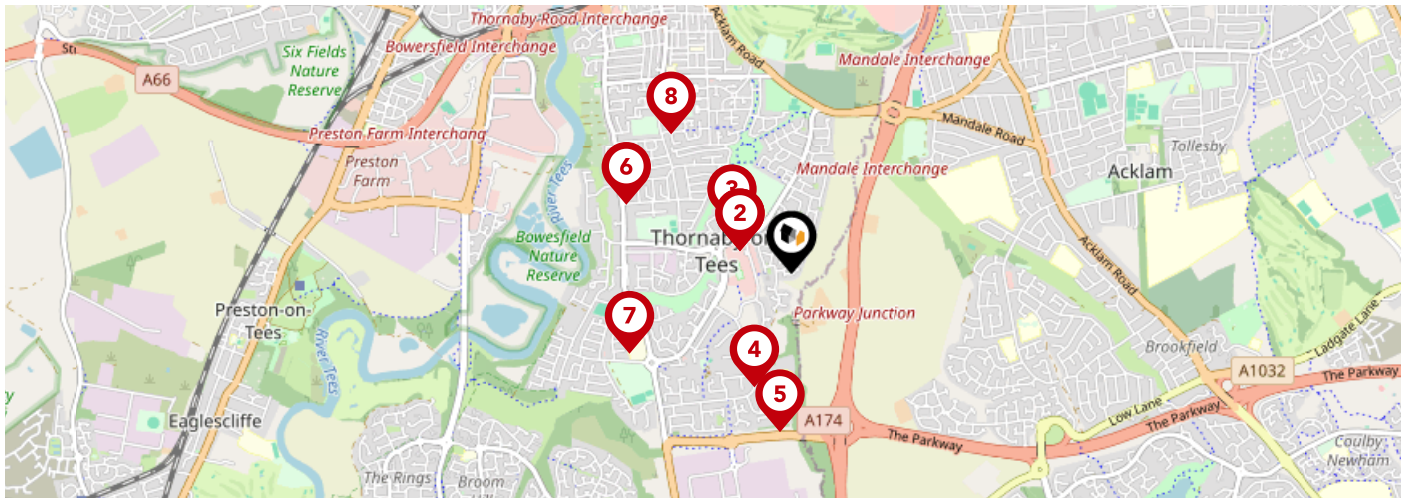 Thornaby Road Interchange
Bowersfield Interchange
Six Fields
Nature
Reserve
Sti
A66
Preston Farm Interchang
Preston
Farm
River Tees
Acklam Road
Mandale Interchange
Mandale Road
Tollesby
Acklam
Mandale Interchange
8
6
3
2
Thornaby-on
Tees
Bowesfield
Nature
Reserve
Acklam Road
Preston-on-
Tees
River Tees
7
Parkway Junction
4
5
Brookfield
Ladgate Lane
A1032
The Parkway
Low Lane
The Parkway
A174
The Parkway
Eaglescliffe
The Rings
Broom
Coulby
Newham